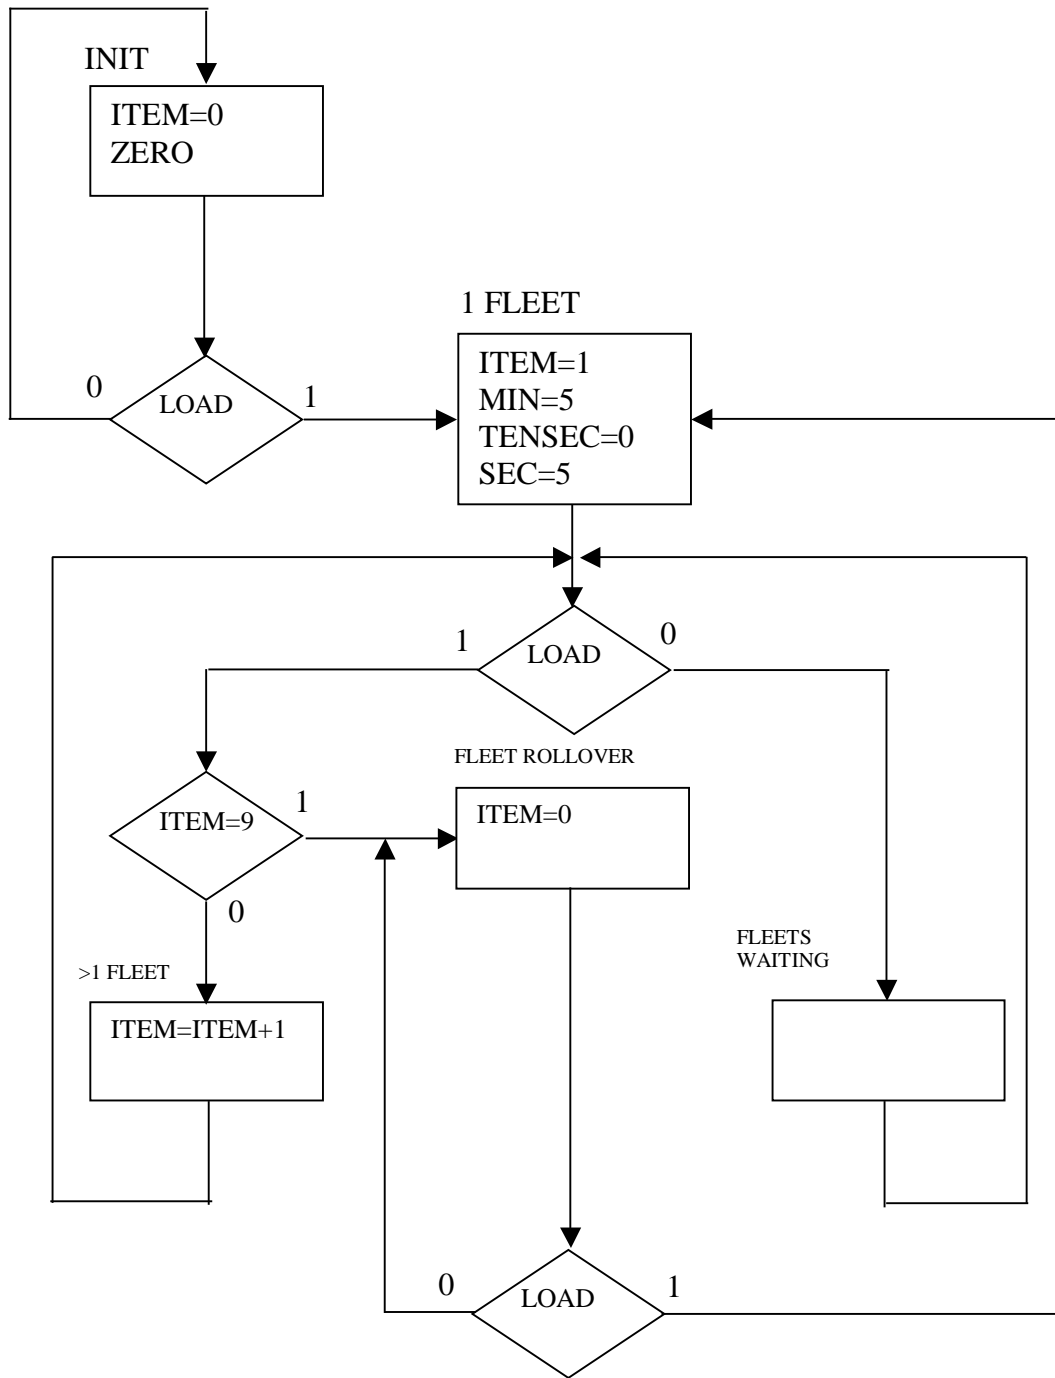 INIT
ITEM=0
ZERO
0
LOAD
1
1 FLEET
ITEM=1
MIN=5
TENSEC=0
SEC=5
1
LOAD
0
FLEET ROLLOVER
ITEM=9
1
ITEM=0
0
>1 FLEET
ITEM=ITEM+1
FLEETS
WAITING
0
LOAD
1